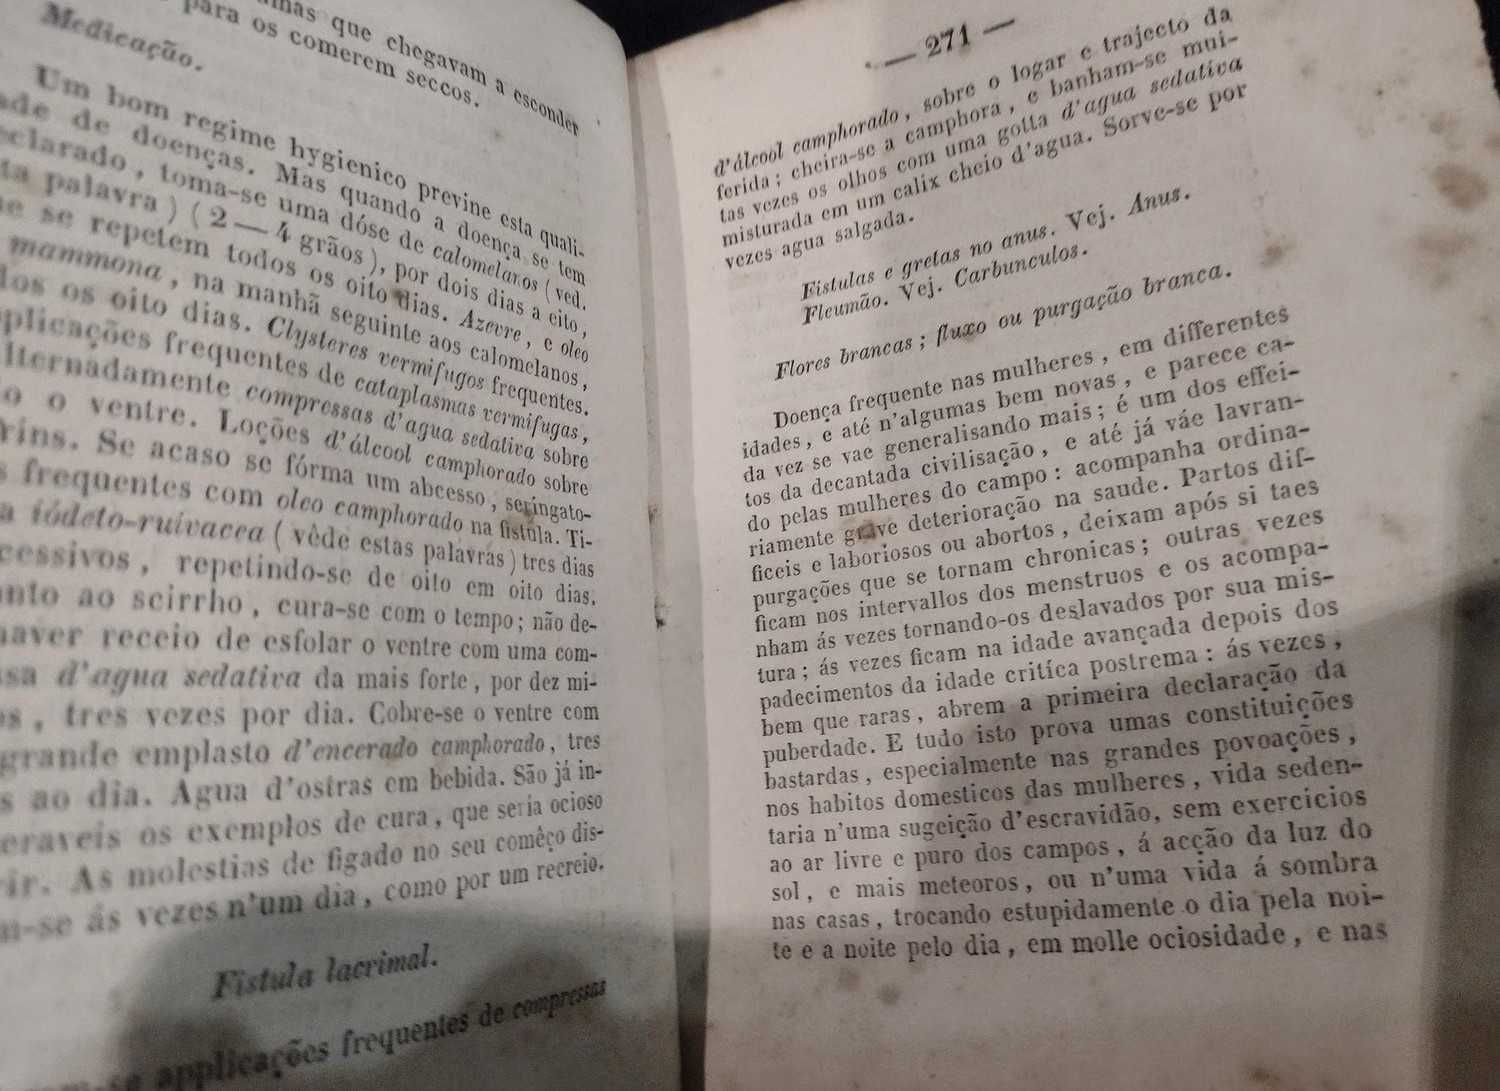 mas que chegavam a esconder
para os comerem seccos.
Medicação.
Um bom regime hygienico previne esta quali-
ade de doenças. Mas quando a doença se tem
eclarado, toma-se uma dóse de calomelanos (ved.
ta palavra) (2—4 grãos), por dois dias a eito,
ue se repetem todos os oito dias. Azevre, e oleo
mammona, na manhã seguinte aos calomelanos,
dos os oito dias. Clysteres vermifugos frequentes.
plicações frequentes de cataplasmas vermifugas,
lternadamente compressas d'agua sedativa sobre
o o ventre. Loções d'álcool camphorado sobre
rins. Se acaso se fórma um abcesso, seringato-
s frequentes com oleo camphorado na fistula. Ti-
a iódeto-ruivacea (vêde estas palavras) tres dias
cessivos, repetindo-se de oito em oito dias.
anto ao scirrho, cura-se com o tempo; não de-
haver receio de esfolar o ventre com uma com-
ssa d'agua sedativa da mais forte, por dez mi-
os, tres vezes por dia. Cobre-se o ventre com
grande emplasto d'encerado camphorado, tres
s ao dia. Agua d'ostras em bebida. São já in-
eraveis os exemplos de cura, que seria ocioso
rir. As molestias de figado no seu comêço dis-
m-se ás vezes n'um dia, como por um recreio.
Fistula lacrimal.
applicações frequentes de compressas
— 271 —
d'álcool camphorado, sobre o logar e trajecto da
ferida; cheira-se a camphora, e banham-se mui-
tas vezes os olhos com uma gotta d'agua sedativa
misturada em um calix cheio d'agua. Sorve-se por
vezes agua salgada.
Fistulas e gretas no anus. Vej. Anus.
Fleumão. Vej. Carbunculos.
Flores brancas; fluxo ou purgação branca.
Doença frequente nas mulheres, em differentes
idades, e até n'algumas bem novas, e parece ca-
da vez se vae generalisando mais; é um dos effei-
tos da decantada civilisação, e até já váe lavran-
do pelas mulheres do campo: acompanha ordina-
riamente grave deterioração na saude. Partos dif-
ficeis e laboriosos ou abortos, deixam após si taes
purgações que se tornam chronicas; outras vezes
ficam nos intervallos dos menstruos e os acompa-
nham ás vezes tornando-os deslavados por sua mis-
tura; ás vezes ficam na idade avançada depois dos
padecimentos da idade critíca postrema: ás vezes,
bem que raras, abrem a primeira declaração da
puberdade. E tudo isto prova umas constituições
bastardas, especialmente nas grandes povoações,
nos habitos domesticos das mulheres, vida seden-
taria n'uma sugeição d'escravidão, sem exercicios
ao ar livre e puro dos campos, á acção da luz do
sol, e mais meteoros, ou n'uma vida á sombra
nas casas, trocando estupidamente o dia pela noi-
te e a noite pelo dia, em molle ociosidade, e nas